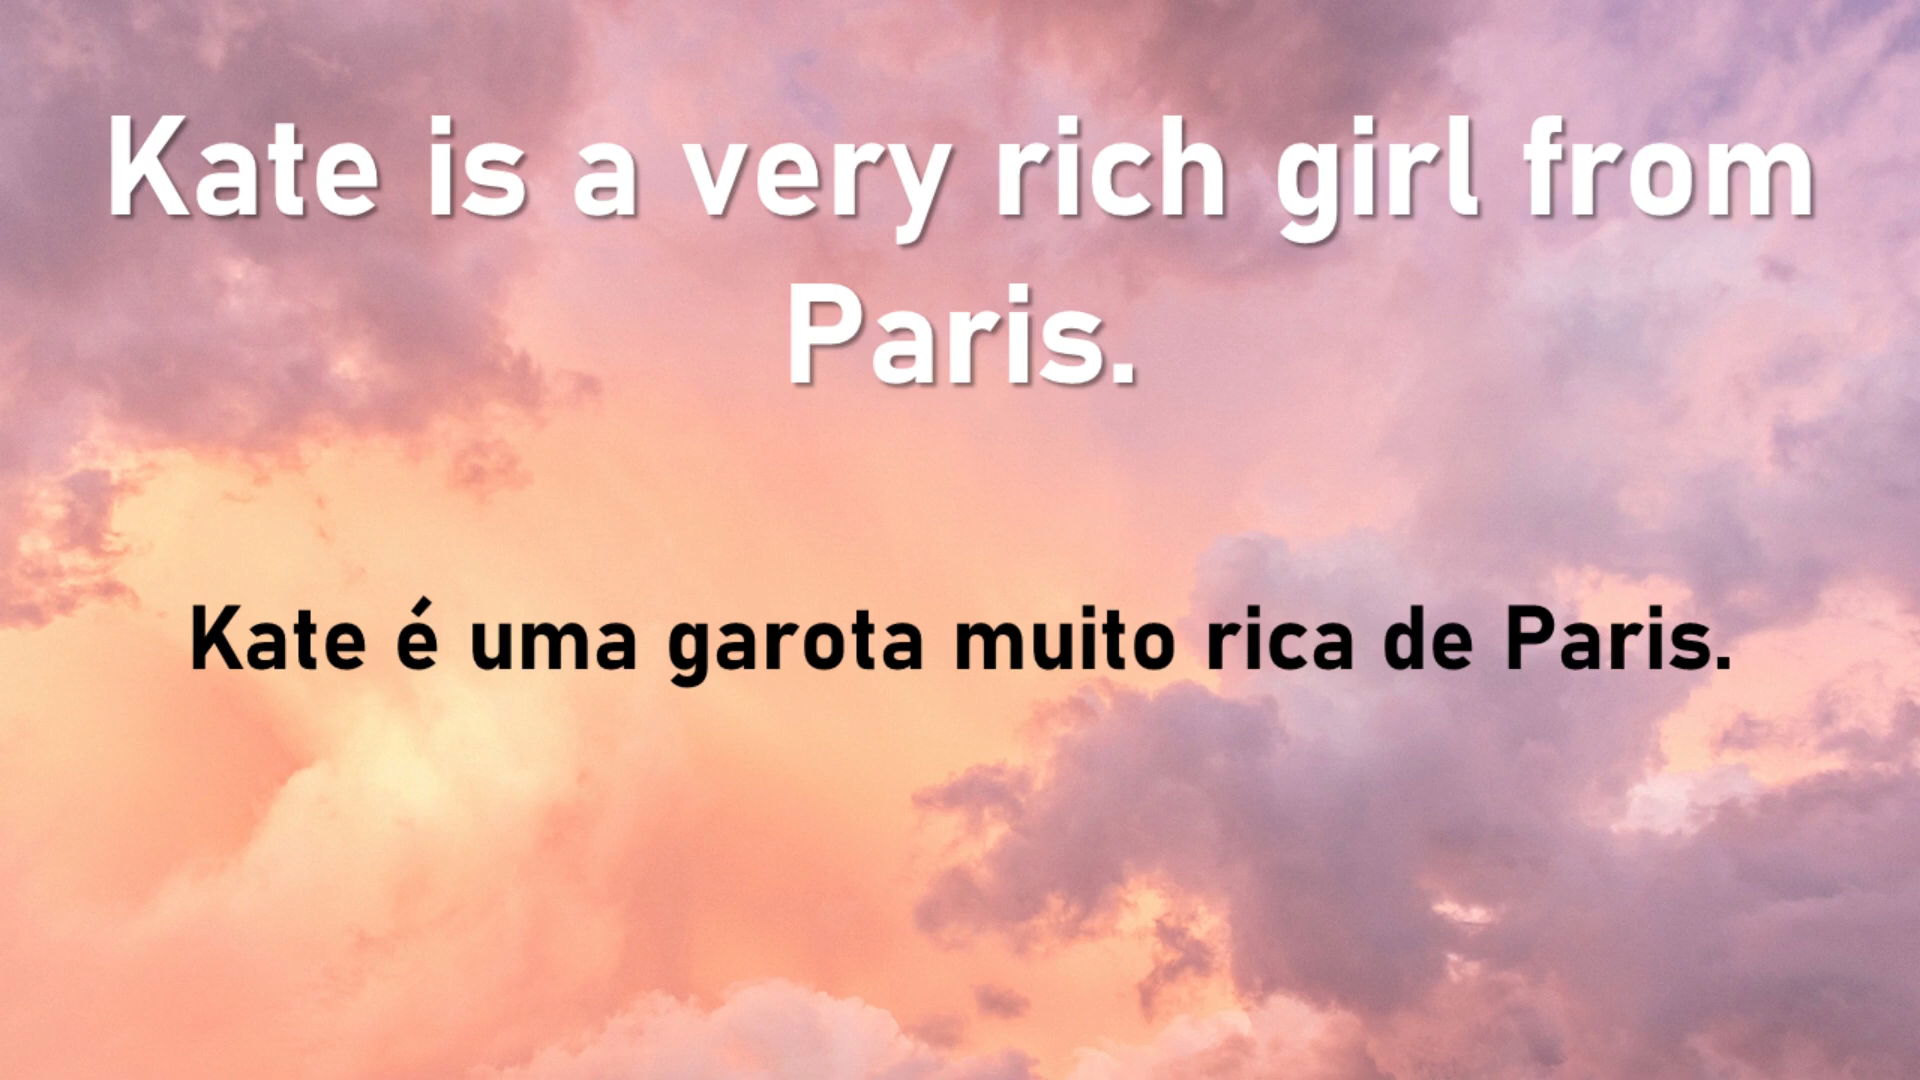 Kate is a very rich girl from
Paris.
Kate é uma garota muito rica de Paris.